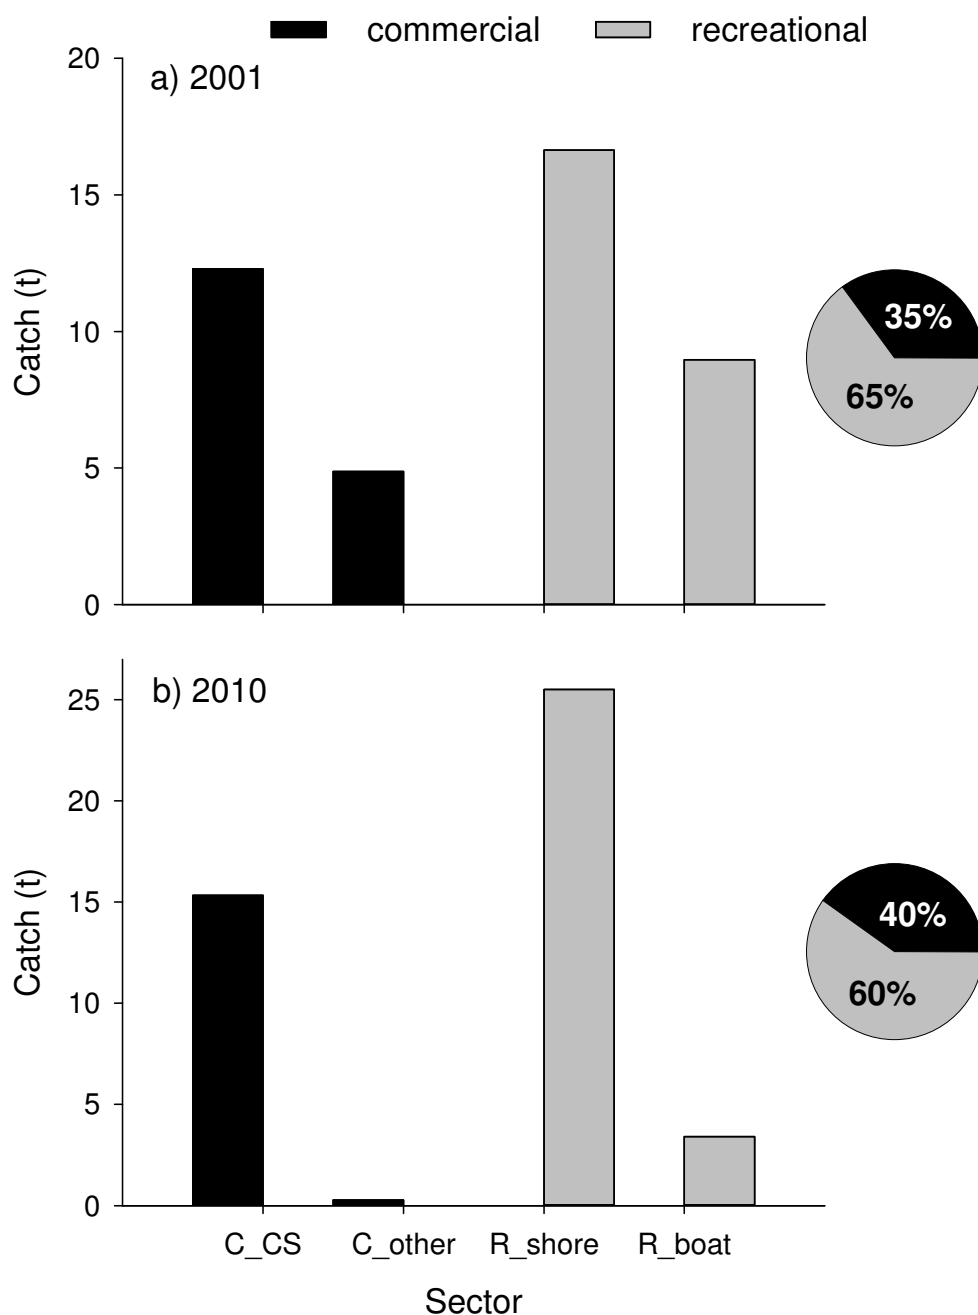 commercial recreational
a) 2001
20
15
10
5
0
Catch (t)
35%
65%
b) 2010
25
20
15
10
5
0
Catch (t)
40%
60%
C_CS C_other R_shore R_boat
Sector